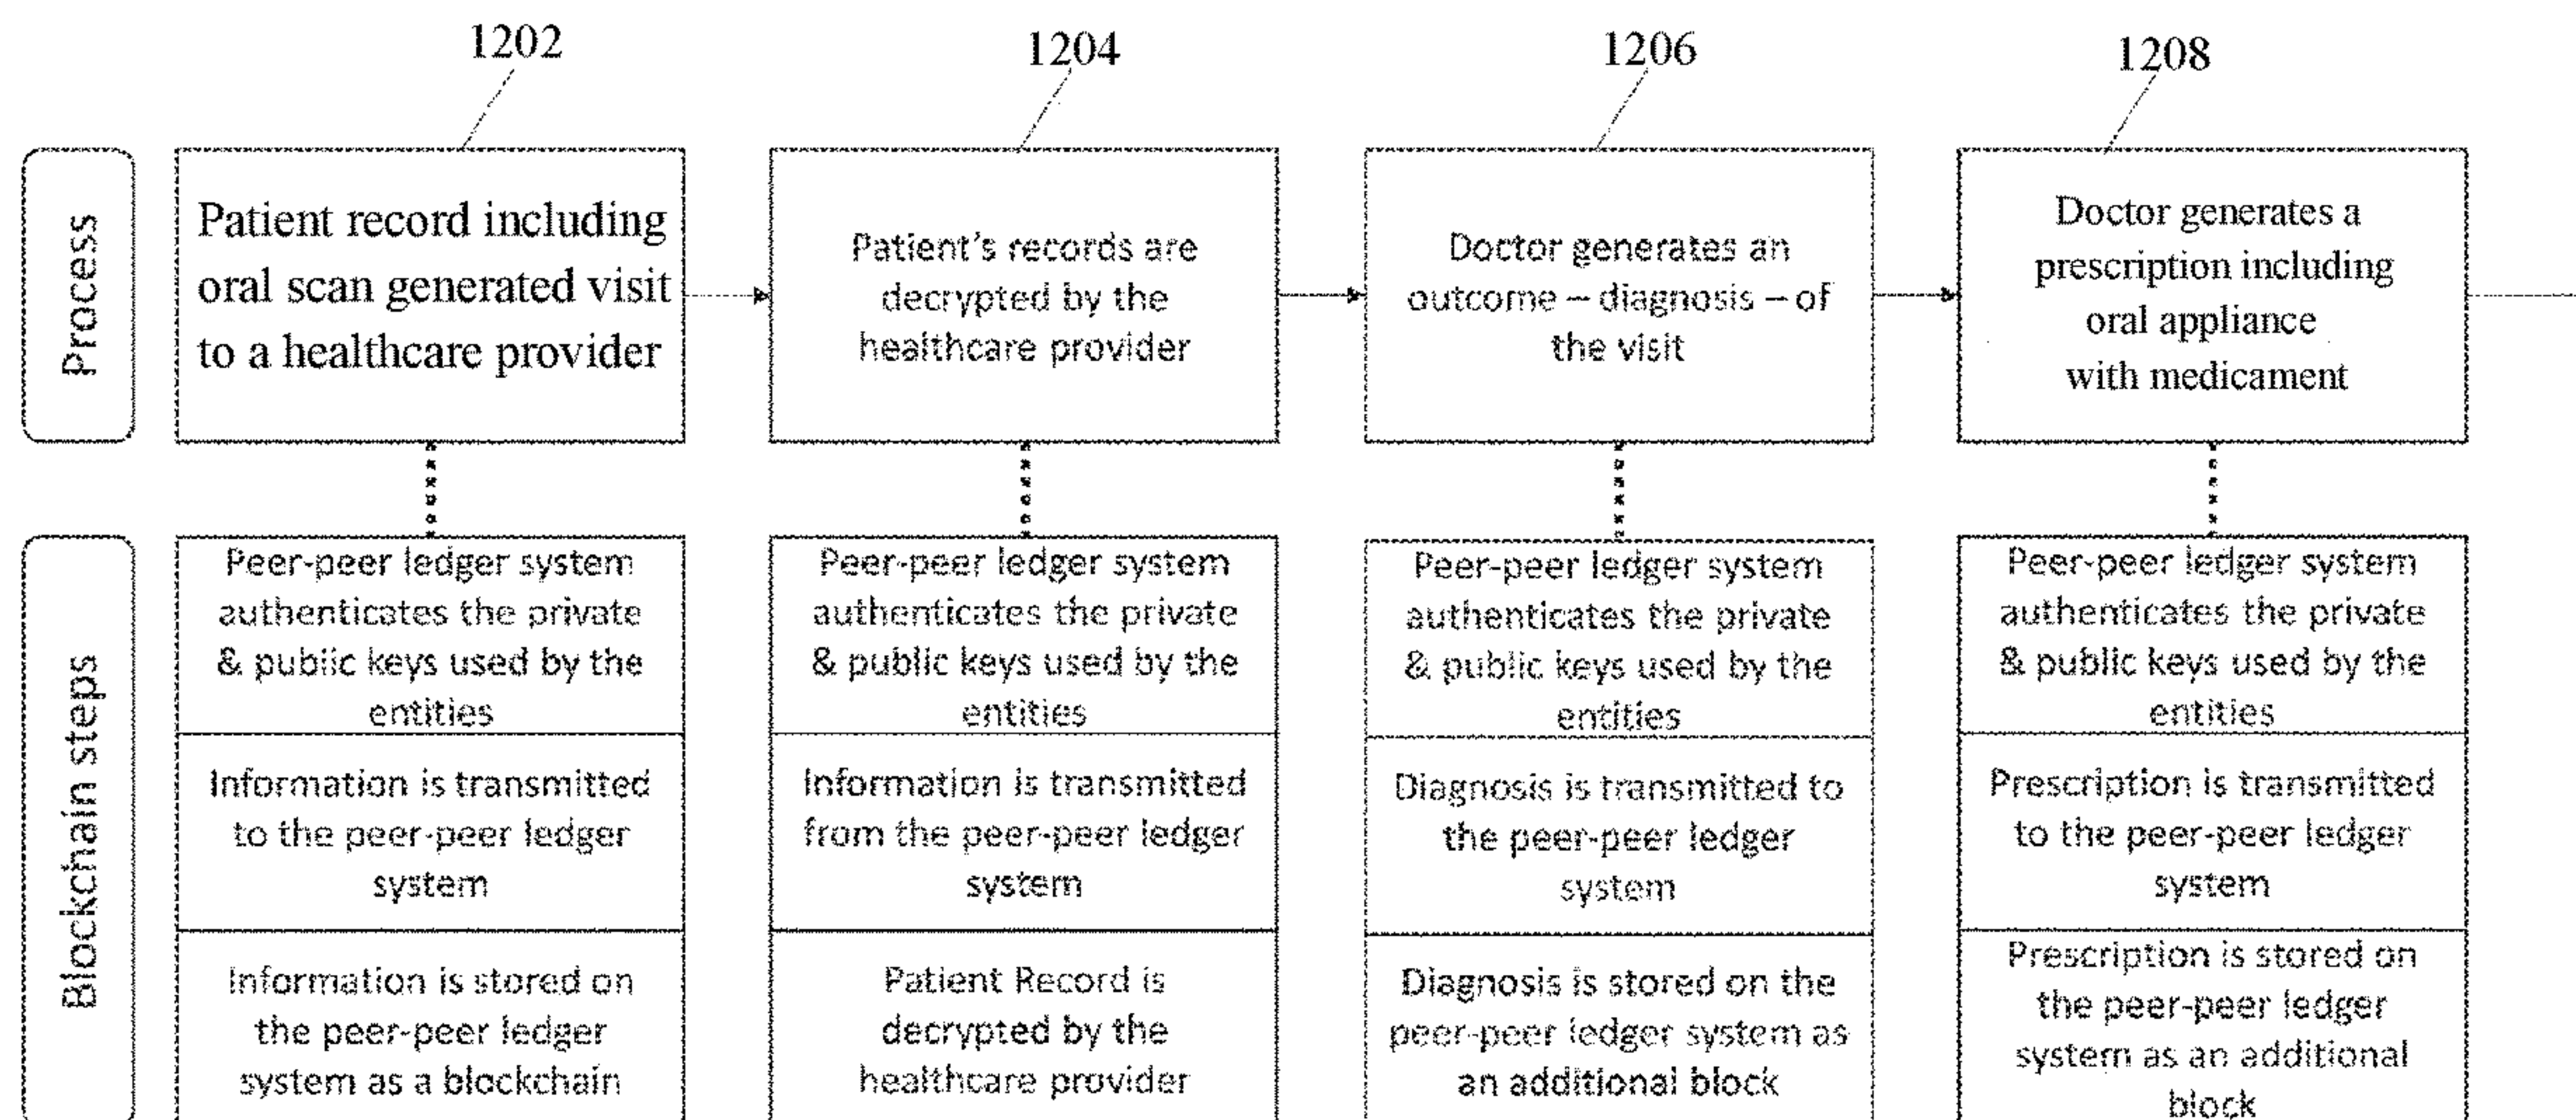 1202
1204
1206
1208
Process
Patient record including
oral scan generated visit
to a healthcare provider
Patient's records are
decrypted by the
healthcare provider
Doctor generates an
outcome – diagnosis – of
the visit
Doctor generates a
prescription including
oral appliance
with medicament
Blockchain steps
Peer-peer ledger system
authenticates the private
& public keys used by the
entities
Information is transmitted
to the peer-peer ledger
system
Information is stored on
the peer-peer ledger
system as a blockchain
Peer-peer ledger system
authenticates the private
& public keys used by the
entities
Information is transmitted
from the peer-peer ledger
system
Patient Record is
decrypted by the
healthcare provider
Peer-peer ledger system
authenticates the private
& public keys used by the
entities
Diagnosis is transmitted to
the peer-peer ledger
system
Diagnosis is stored on the
peer-peer ledger system as
an additional block
Peer-peer ledger system
authenticates the private
& public keys used by the
entities
Prescription is transmitted
to the peer-peer ledger
system
Prescription is stored on
the peer-peer ledger
system as an additional
block